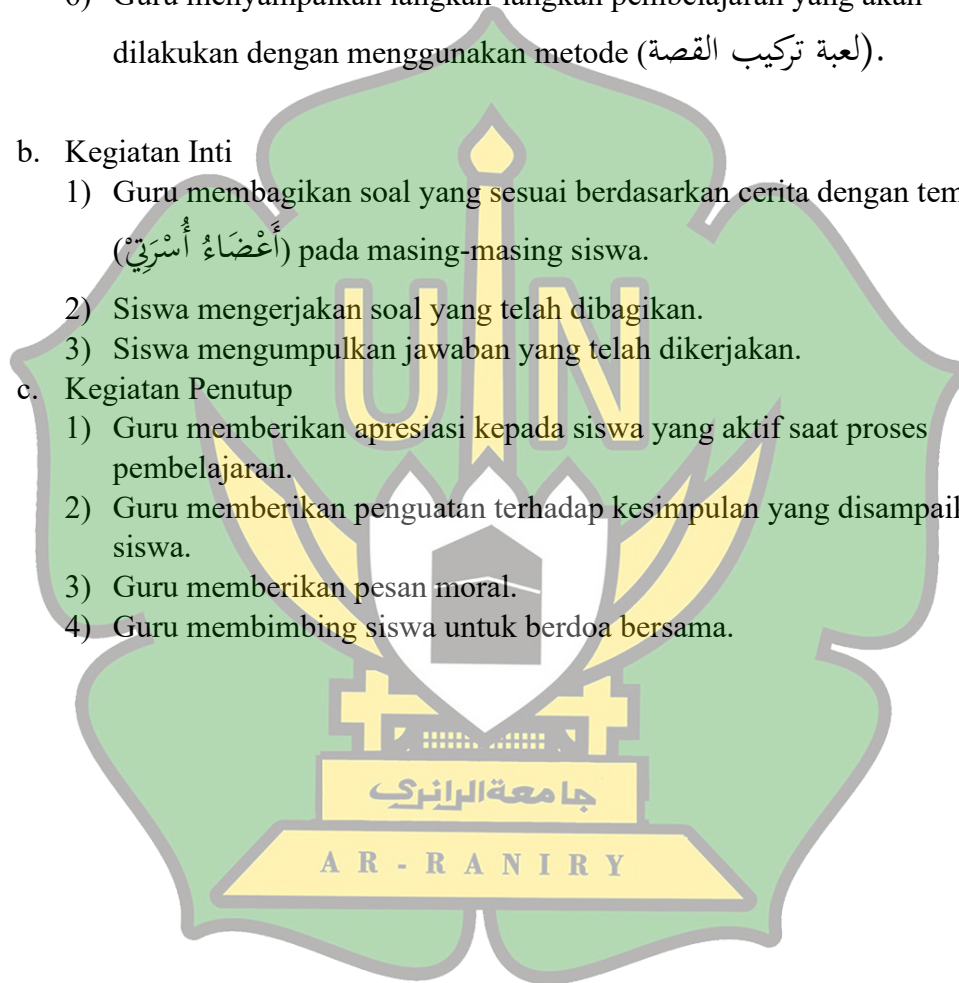 dilakukan dengan menggunakan metode (لعبة تركيب القصة).
b. Kegiatan Inti
1) Guru membagikan soal yang sesuai berdasarkan cerita dengan
(أَعْضَاءُ أُسْرَتِيْ) pada masing-masing siswa.
2) Siswa mengerjakan soal yang telah dibagikan.
3) Siswa mengumpulkan jawaban yang telah dikerjakan.
c. Kegiatan Penutup
1) Guru memberikan apresiasi kepada siswa yang aktif saat proses
pembelajaran.
2) Guru memberikan penguatan terhadap kesimpulan yang
siswa.
3) Guru memberikan pesan moral.
4) Guru membimbing siswa untuk berdoa bersama.
UIN
جامعة الرانري
AR-RANIRY